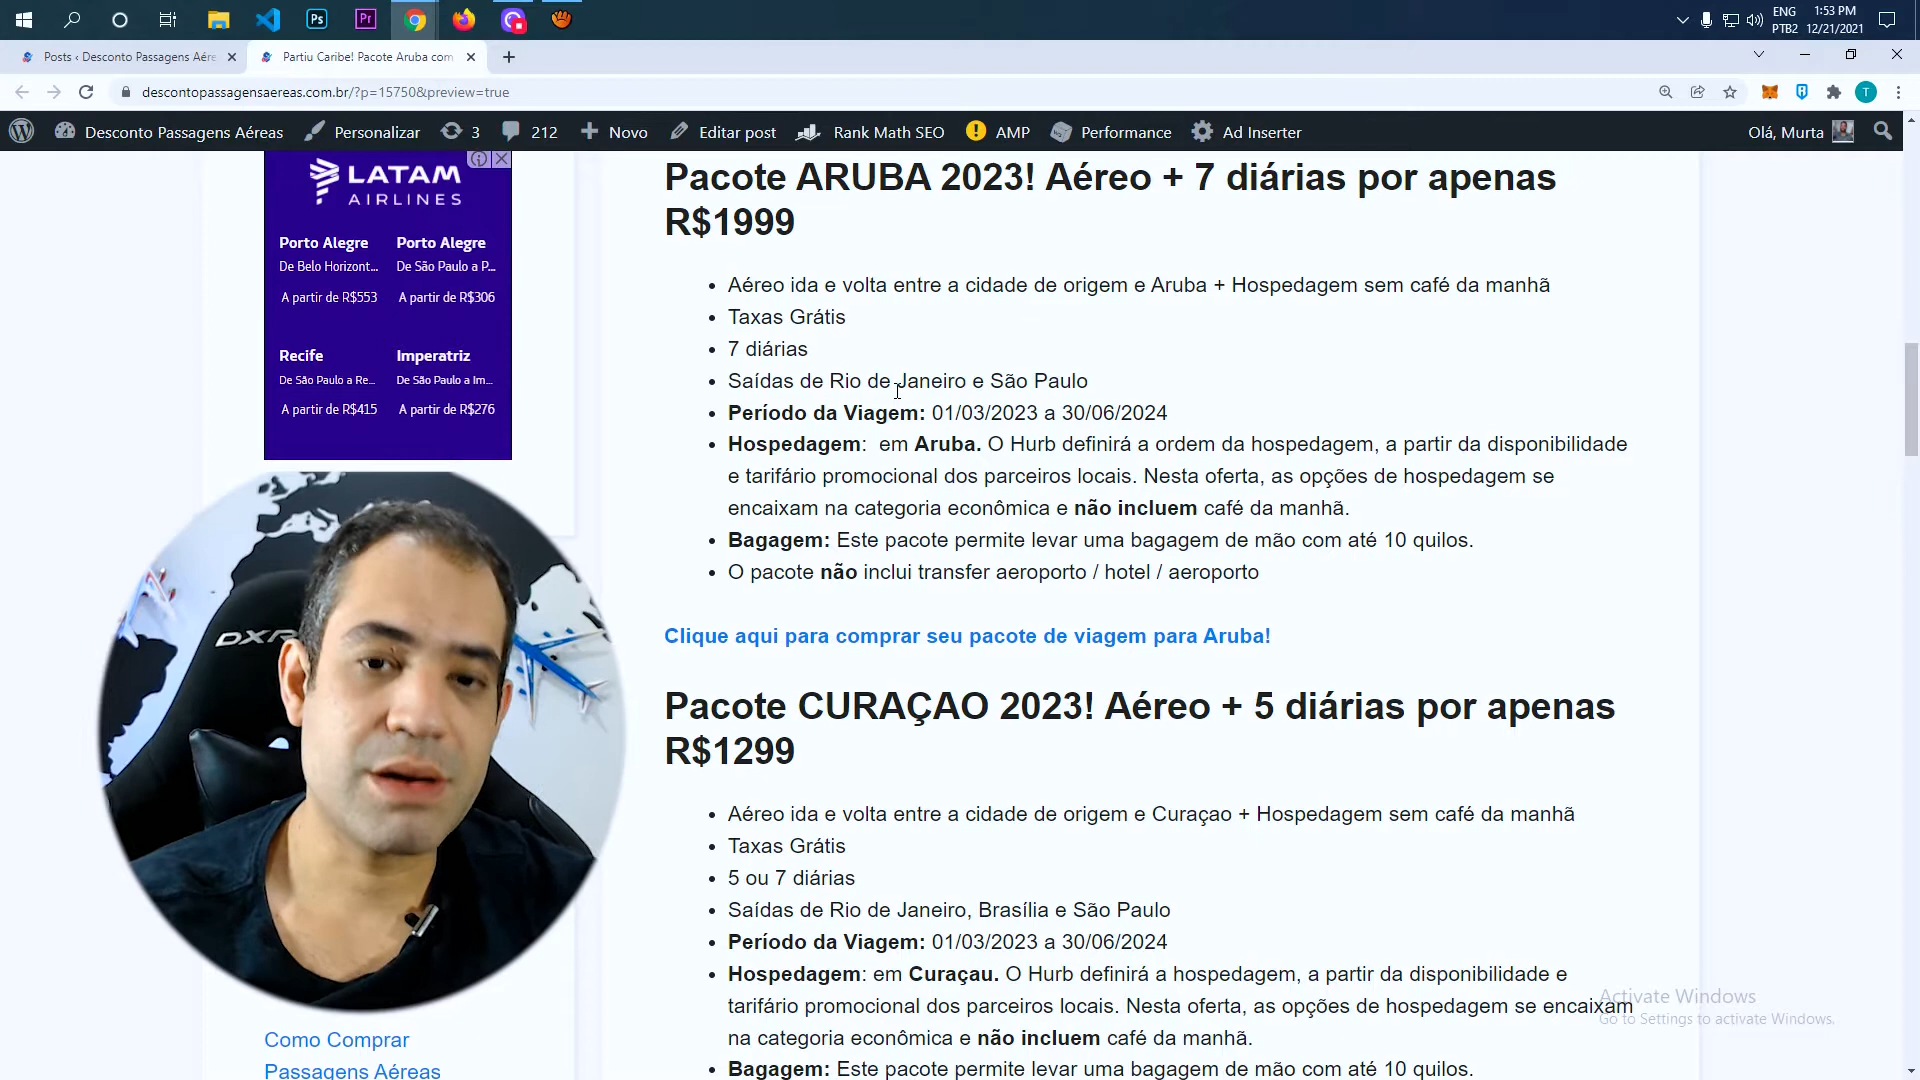 Ps
Pr
ENG
PTB2
1:53 PM
12/21/2021
Posts ‹ Desconto Passagens Aére
Partiu Caribe! Pacote Aruba com
descontopassagensaereas.com.br/?p=15750&preview=true
T
Desconto Passagens Aéreas
Personalizar
3
212
Novo
Editar post
Rank Math SEO
AMP
Performance
Ad Inserter
Olá, Murta
LATAM
AIRLINES
Porto Alegre
De Belo Horizont...
A partir de R$553
Porto Alegre
De São Paulo a P...
A partir de R$306
Recife
De São Paulo a Re...
A partir de R$415
Imperatriz
De São Paulo a Im...
A partir de R$276
DXR
Como Comprar
Passagens Aéreas
Pacote ARUBA 2023! Aéreo + 7 diárias por apenas
R$1999
• Aéreo ida e volta entre a cidade de origem e Aruba + Hospedagem sem café da manhã
• Taxas Grátis
• 7 diárias
• Saídas de Rio de Janeiro e São Paulo
• Período da Viagem: 01/03/2023 a 30/06/2024
• Hospedagem: em Aruba. O Hurb definirá a ordem da hospedagem, a partir da disponibilidade
e tarifário promocional dos parceiros locais. Nesta oferta, as opções de hospedagem se
encaixam na categoria econômica e não incluem café da manhã.
• Bagagem: Este pacote permite levar uma bagagem de mão com até 10 quilos.
• O pacote não inclui transfer aeroporto / hotel / aeroporto
Clique aqui para comprar seu pacote de viagem para Aruba!
Pacote CURAÇAO 2023! Aéreo + 5 diárias por apenas
R$1299
• Aéreo ida e volta entre a cidade de origem e Curaçao + Hospedagem sem café da manhã
• Taxas Grátis
• 5 ou 7 diárias
• Saídas de Rio de Janeiro, Brasília e São Paulo
• Período da Viagem: 01/03/2023 a 30/06/2024
• Hospedagem: em Curaçau. O Hurb definirá a hospedagem, a partir da disponibilidade e
tarifário promocional dos parceiros locais. Nesta oferta, as opções de hospedagem se encaixam
na categoria econômica e não incluem café da manhã.
• Bagagem: Este pacote permite levar uma bagagem de mão com até 10 quilos.
Activate Windows
Go to Settings to activate Windows.